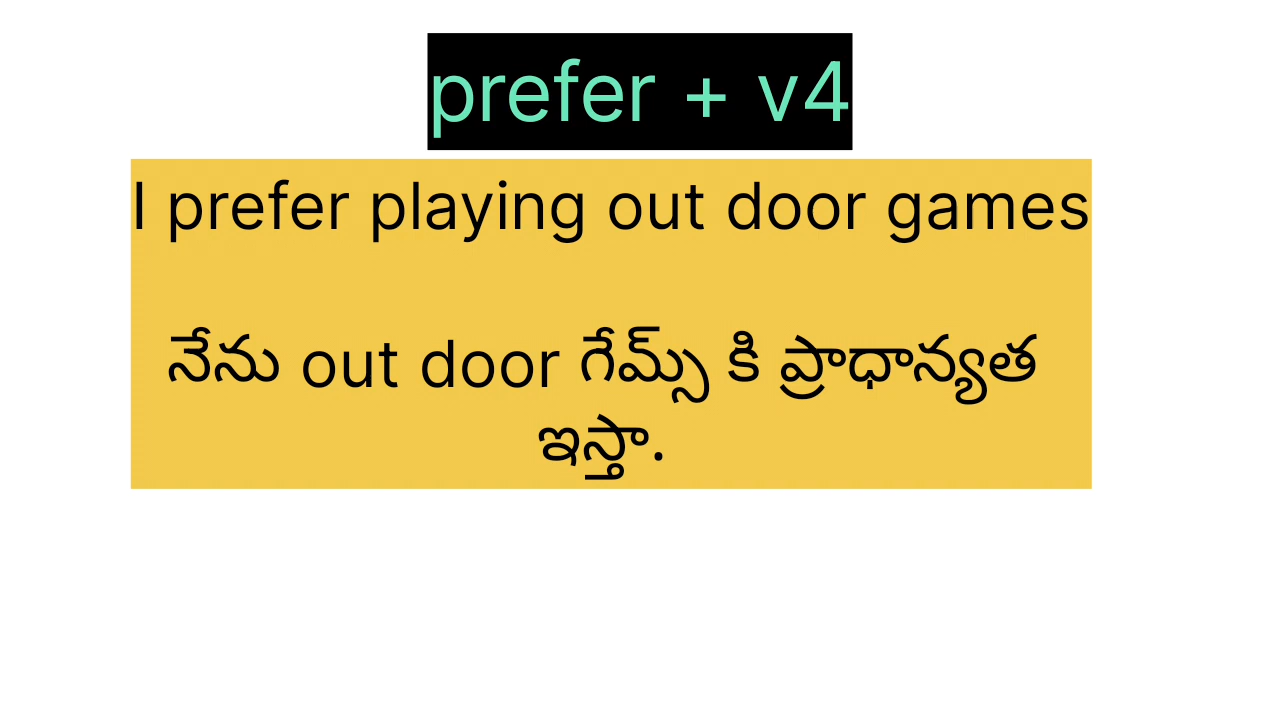 prefer + v4
I prefer playing out door games
నేను out door గేమ్స్ కి ప్రాధాన్యత
ఇస్తా.